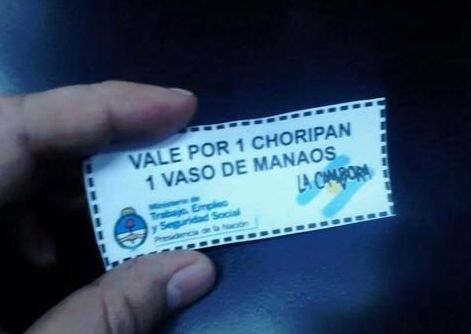 VALE POR 1 CHORIPAN
1 VASO DE MANAOS
LA CAMPORA
Ministerio de
Trabajo, Empleo
y Seguridad Social
Presidencia de la Nación